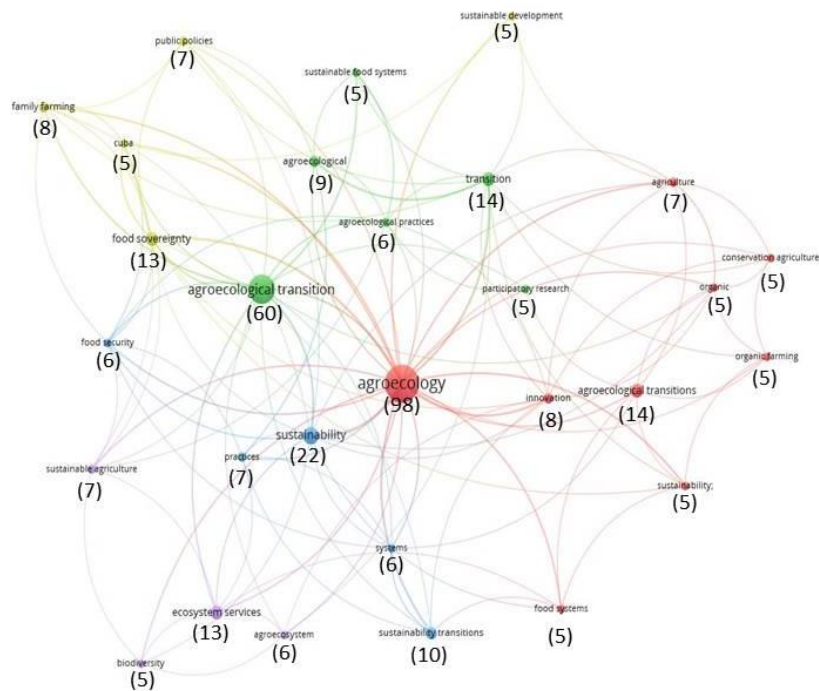 sustainable development
(5)
public policies
(7)
sustainable food systems
(5)
family farming
(8)
cuba
(5)
agroecological
(9)
transition
(14)
agriculture
(7)
agroecological practices
(6)
food sovereignty
(13)
conservation agriculture
(5)
agroecological transition
(60)
participatory research
(5)
organic
(5)
food security
(6)
organic farming
(5)
agroecology
(98)
innovation
(8)
agroecological transitions
(14)
sustainability
(22)
practices
(7)
sustainable agriculture
(7)
sustainability;
(5)
systems
(6)
ecosystem services
(13)
food systems
(5)
agroecosystem
(6)
sustainability transitions
(10)
biodiversity
(5)